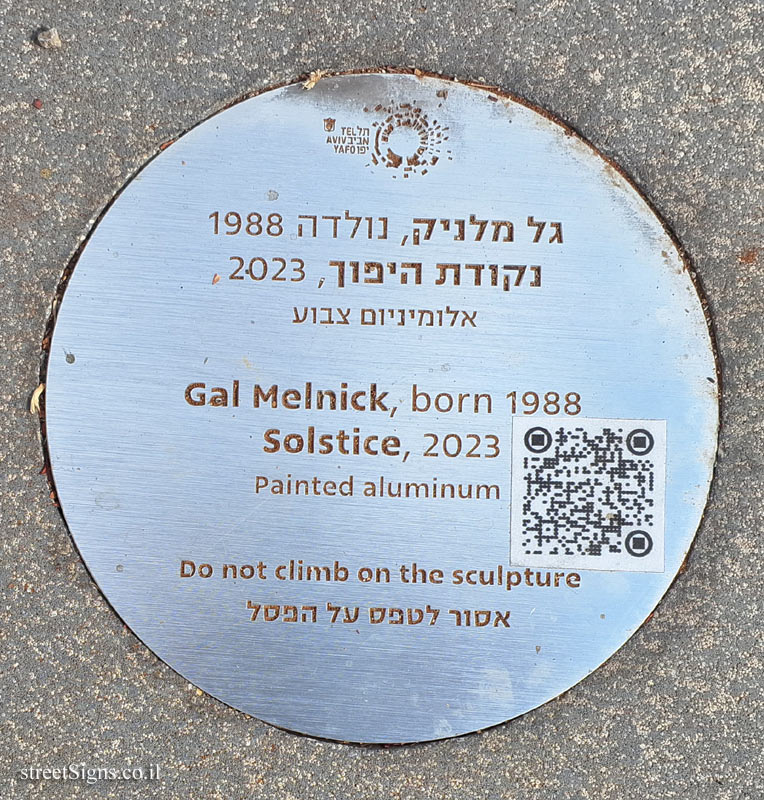 תל TEL
אביב AVIV
יפו YAFO
גל מלניק, נולדה 1988
נקודת היפוך, 2023
אלומיניום צבוע
Gal Melnick, born 1988
Solstice, 2023
Painted aluminum
Do not climb on the sculpture
אסור לטפס על הפסל
streetSigns.co.il